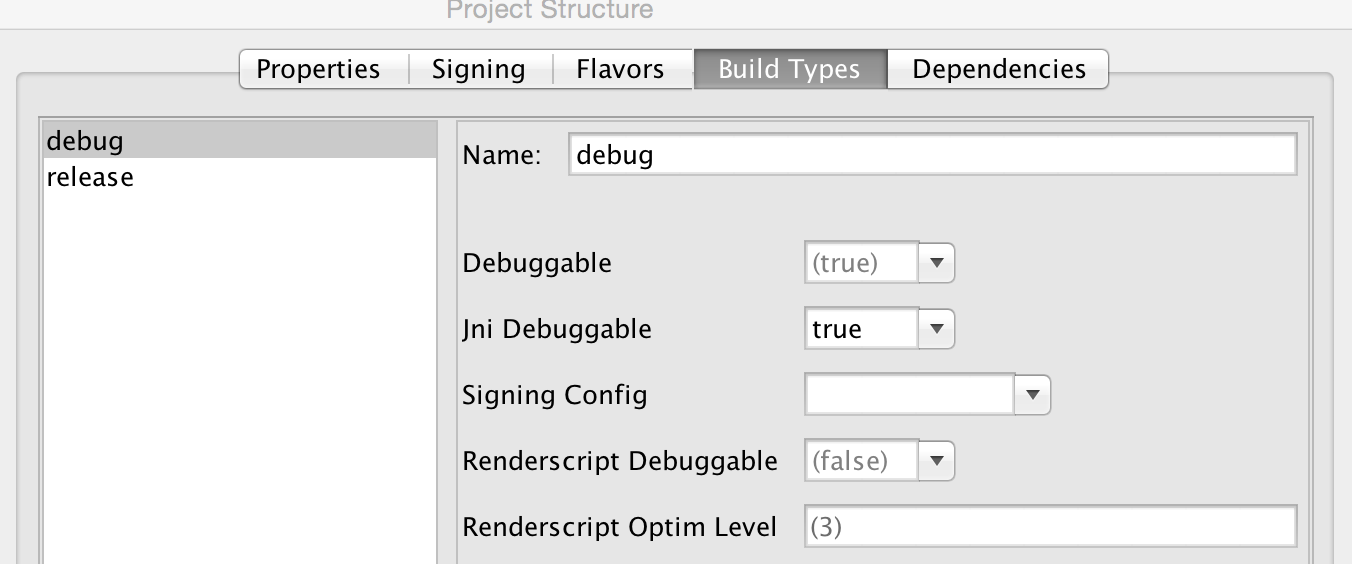 Project Structure
Properties Signing Flavors Build Types Dependencies
debug
release
Name: debug
Debuggable (true)
Jni Debuggable true
Signing Config
Renderscript Debuggable (false)
Renderscript Optim Level (3)